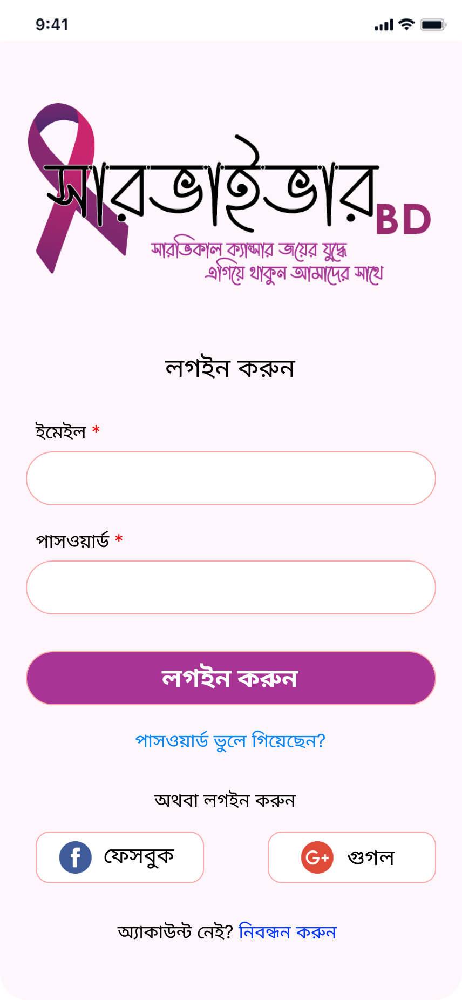 9:41
সারভাইভার BD
সারভিকাল ক্যান্সার জয়ের যুদ্ধে
এগিয়ে থাকুন আমাদের সাথে
লগইন করুন
ইমেইল *
পাসওয়ার্ড *
লগইন করুন
পাসওয়ার্ড ভুলে গিয়েছেন?
অথবা লগইন করুন
f ফেসবুক G+ গুগল
অ্যাকাউন্ট নেই? নিবন্ধন করুন